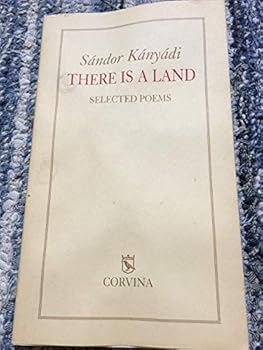 Sándor Kányádi
THERE IS A LAND
SELECTED POEMS
CORVINA